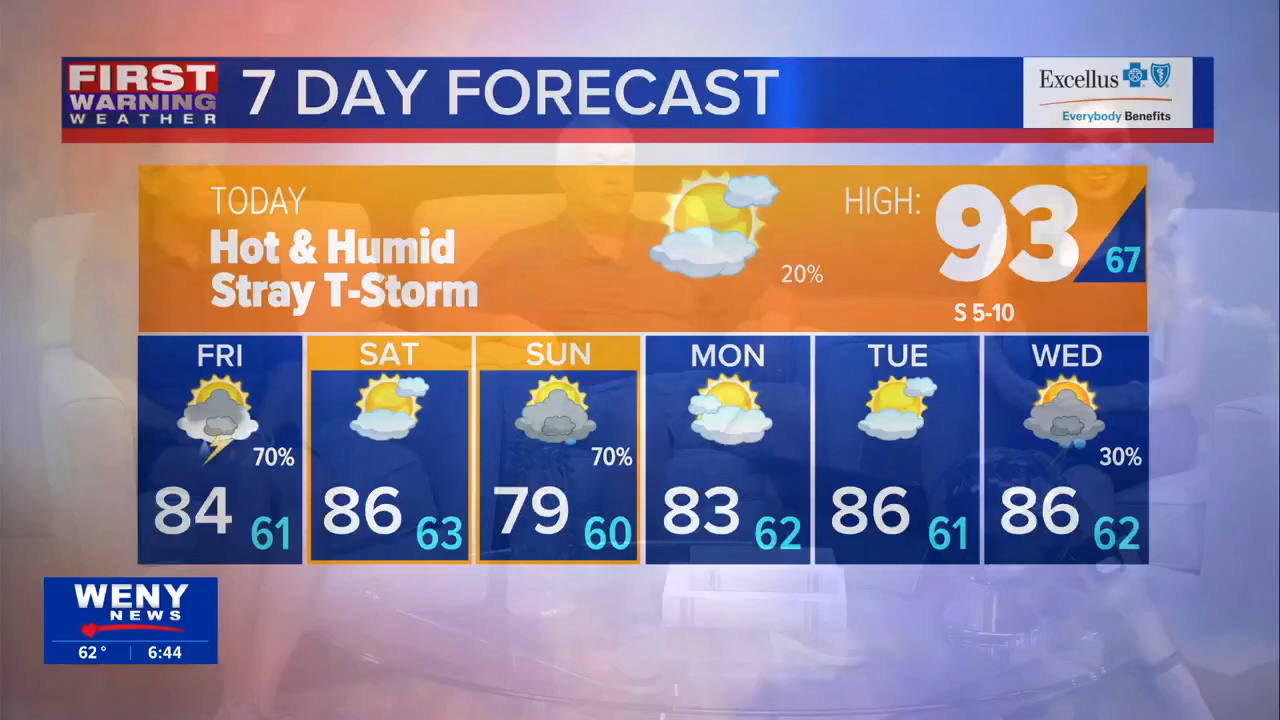 FIRST
WARNING
WEATHER
7 DAY FORECAST
Excellus
Everybody Benefits
TODAY
Hot & Humid
Stray T-Storm
20%
HIGH:
93
67
S 5-10
FRI
SAT
SUN
MON
TUE
WED
70%
70%
30%
84 61
86 63
79 60
83 62
86 61
86 62
WENY
NEWS
62° | 6:44